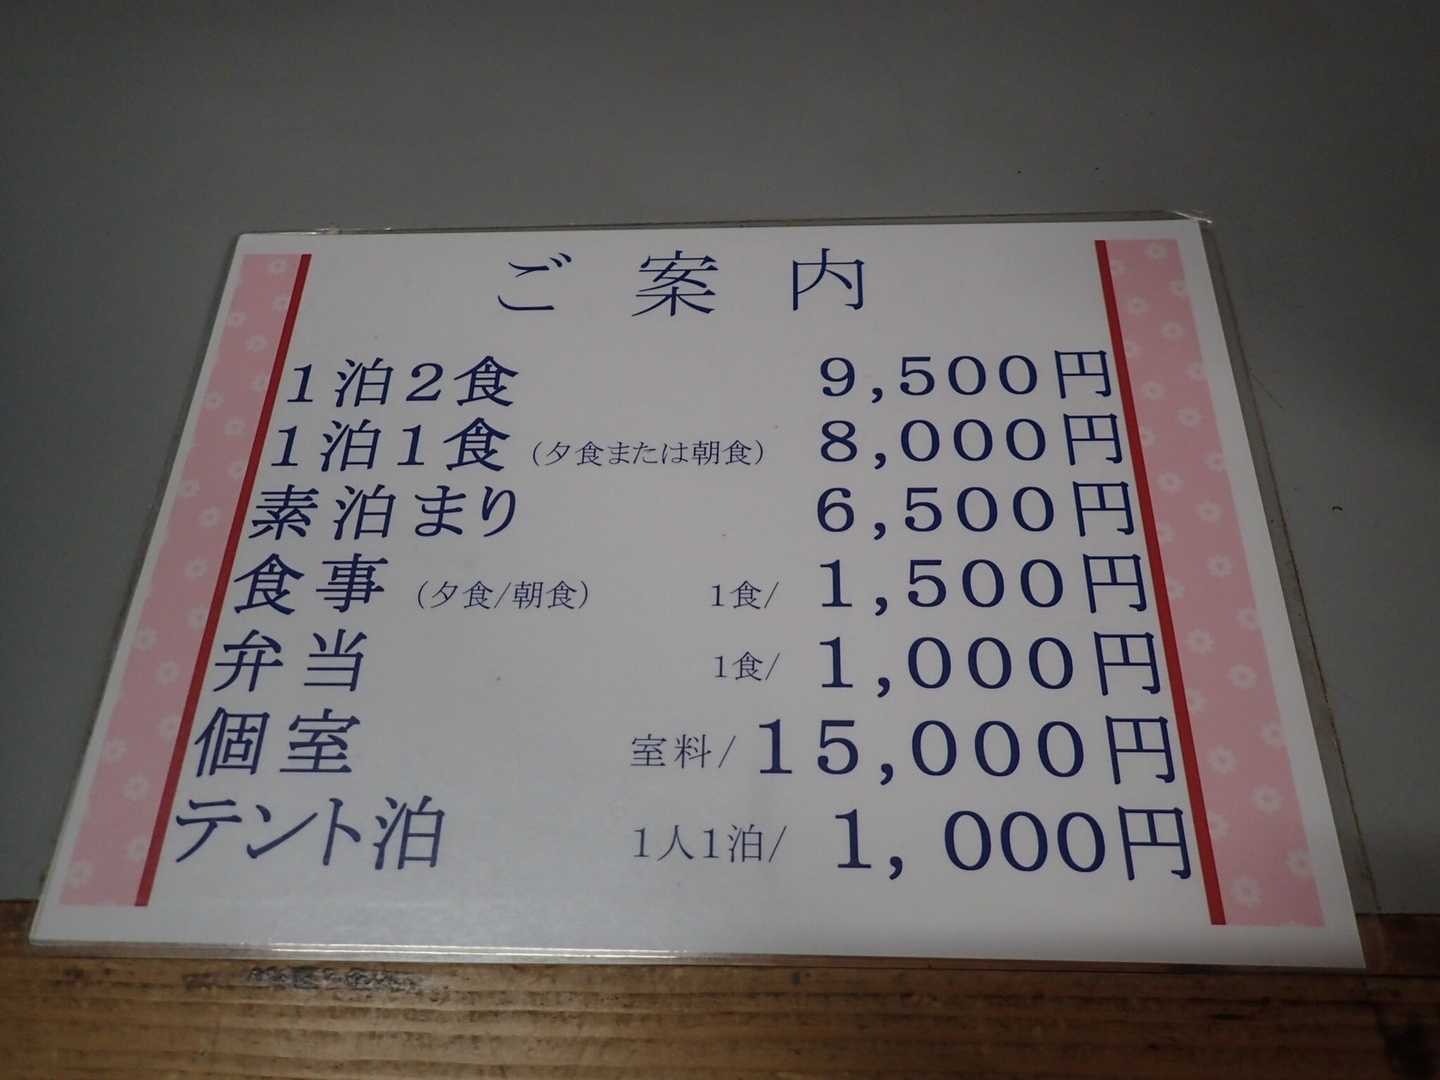 ご案内
1泊2食 9,500円
1泊1食 (夕食または朝食) 8,000円
素泊まり 6,500円
食事 (夕食/朝食) 1食/ 1,500円
弁当 1食/ 1,000円
個室 室料/ 15,000円
テント泊 1人1泊/ 1,000円